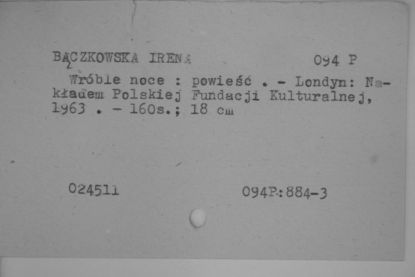 BĄCZKOWSKA IRENA 094 P
Wróble noce : powieść . - Londyn: Na-
kładem Polskiej Fundacji Kulturalnej,
1963 . - 160s.; 18 cm
024511 094P:884-3